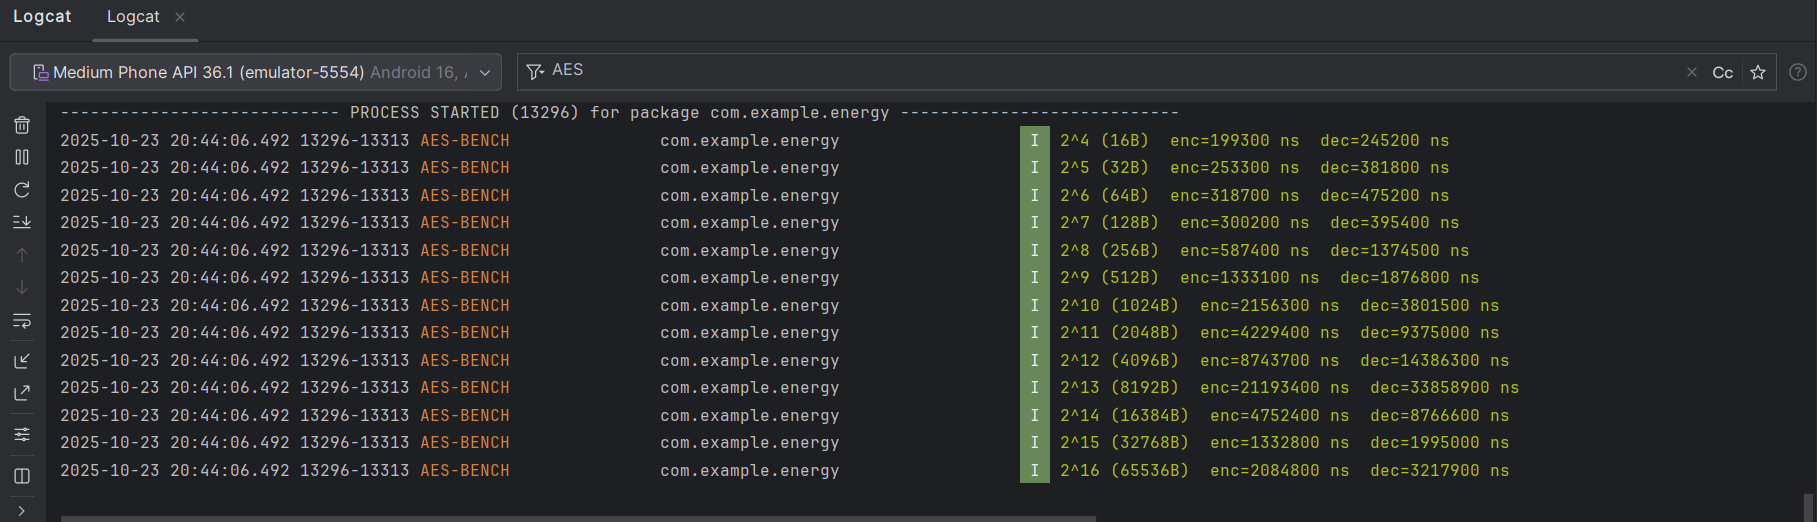 Logcat Logcat ×
Medium Phone API 36.1 (emulator-5554) Android 16, AES × Cc ?
---------------------------- PROCESS STARTED (13296) for package com.example.energy ----------------------------
2025-10-23 20:44:06.492 13296-13313 AES-BENCH com.example.energy I 2^4 (16B) enc=199300 ns dec=245200 ns
2025-10-23 20:44:06.492 13296-13313 AES-BENCH com.example.energy I 2^5 (32B) enc=253300 ns dec=381800 ns
2025-10-23 20:44:06.492 13296-13313 AES-BENCH com.example.energy I 2^6 (64B) enc=318700 ns dec=475200 ns
2025-10-23 20:44:06.492 13296-13313 AES-BENCH com.example.energy I 2^7 (128B) enc=300200 ns dec=395400 ns
2025-10-23 20:44:06.492 13296-13313 AES-BENCH com.example.energy I 2^8 (256B) enc=587400 ns dec=1374500 ns
2025-10-23 20:44:06.492 13296-13313 AES-BENCH com.example.energy I 2^9 (512B) enc=1333100 ns dec=1876800 ns
2025-10-23 20:44:06.492 13296-13313 AES-BENCH com.example.energy I 2^10 (1024B) enc=2156300 ns dec=3801500 ns
2025-10-23 20:44:06.492 13296-13313 AES-BENCH com.example.energy I 2^11 (2048B) enc=4229400 ns dec=9375000 ns
2025-10-23 20:44:06.492 13296-13313 AES-BENCH com.example.energy I 2^12 (4096B) enc=8743700 ns dec=14386300 ns
2025-10-23 20:44:06.492 13296-13313 AES-BENCH com.example.energy I 2^13 (8192B) enc=21193400 ns dec=33858900 ns
2025-10-23 20:44:06.492 13296-13313 AES-BENCH com.example.energy I 2^14 (16384B) enc=4752400 ns dec=8766600 ns
2025-10-23 20:44:06.492 13296-13313 AES-BENCH com.example.energy I 2^15 (32768B) enc=1332800 ns dec=1995000 ns
2025-10-23 20:44:06.492 13296-13313 AES-BENCH com.example.energy I 2^16 (65536B) enc=2084800 ns dec=3217900 ns